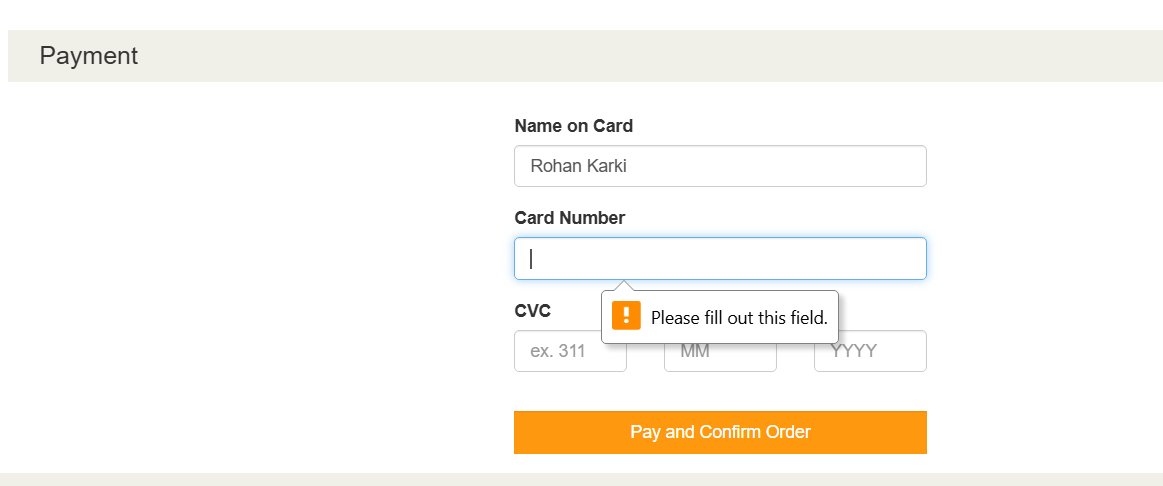 Payment
Name on Card
Rohan Karki
Card Number
Please fill out this field.
CVC
ex. 311
MM
YYYY
Pay and Confirm Order